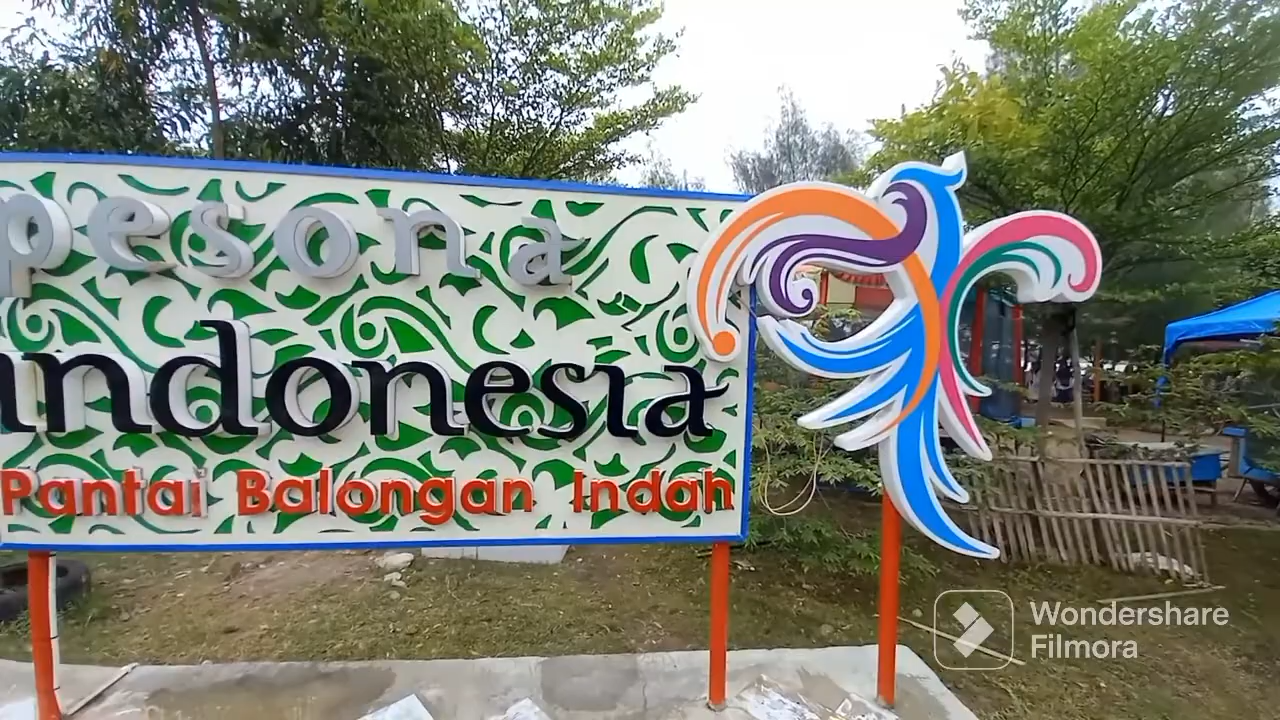 pesona
indonesia
Pantai Balongan Indah
Wondershare
Filmora